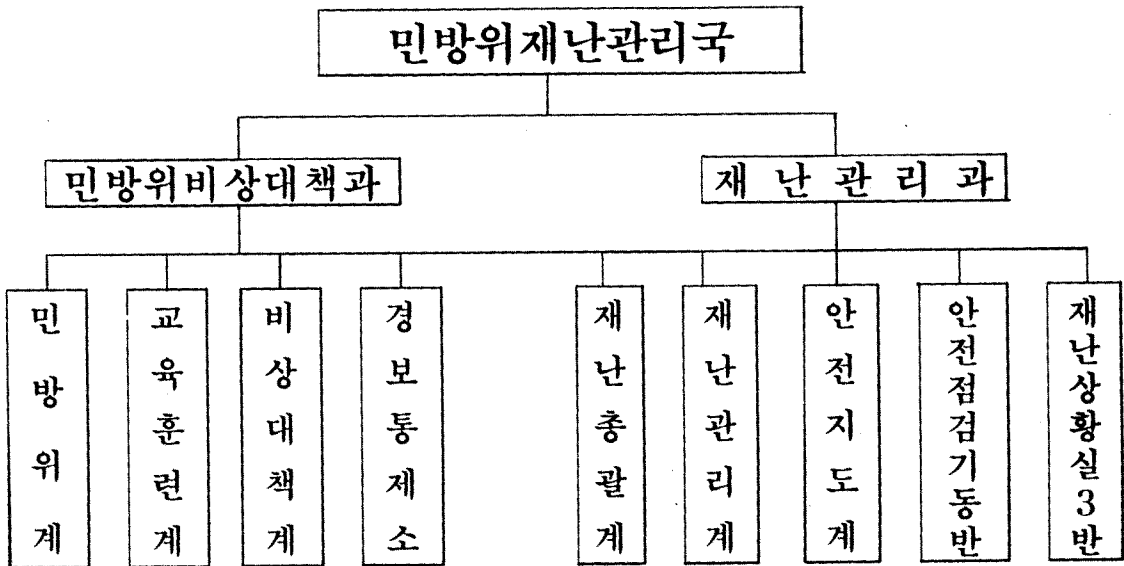 민방위재난관리국
민방위비상대책과
재 난 관 리 과
민방위계
교육훈련계
비상대책계
경보통제소
재난총괄계
재난관리계
안전지도계
안전점검기동반
재난상황실3반